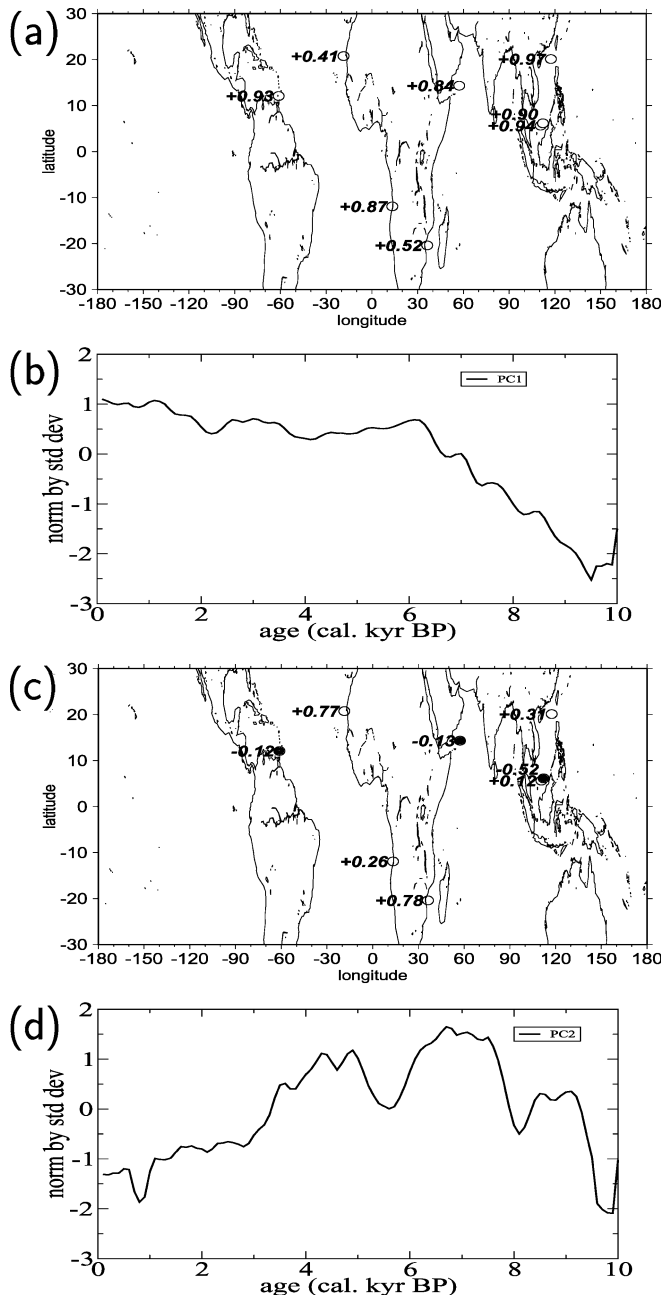 (a)
30
20
10
0
-10
-20
-30
latitude
+0.41
+0.97
+0.84
+0.93
+0.90
+0.94
+0.87
+0.52
-180 -150 -120 -90 -60 -30 0 30 60 90 120 150 180
longitude
(b)
2
1
0
-1
-2
-3
norm by std dev
PC1
0 2 4 6 8 10
age (cal. kyr BP)
(c)
30
20
10
0
-10
-20
-30
latitude
+0.77
+0.31
-0.13
-0.12
-0.52
+0.12
+0.26
+0.78
-180 -150 -120 -90 -60 -30 0 30 60 90 120 150 180
longitude
(d)
2
1
0
-1
-2
-3
norm by std dev
PC2
0 2 4 6 8 10
age (cal. kyr BP)